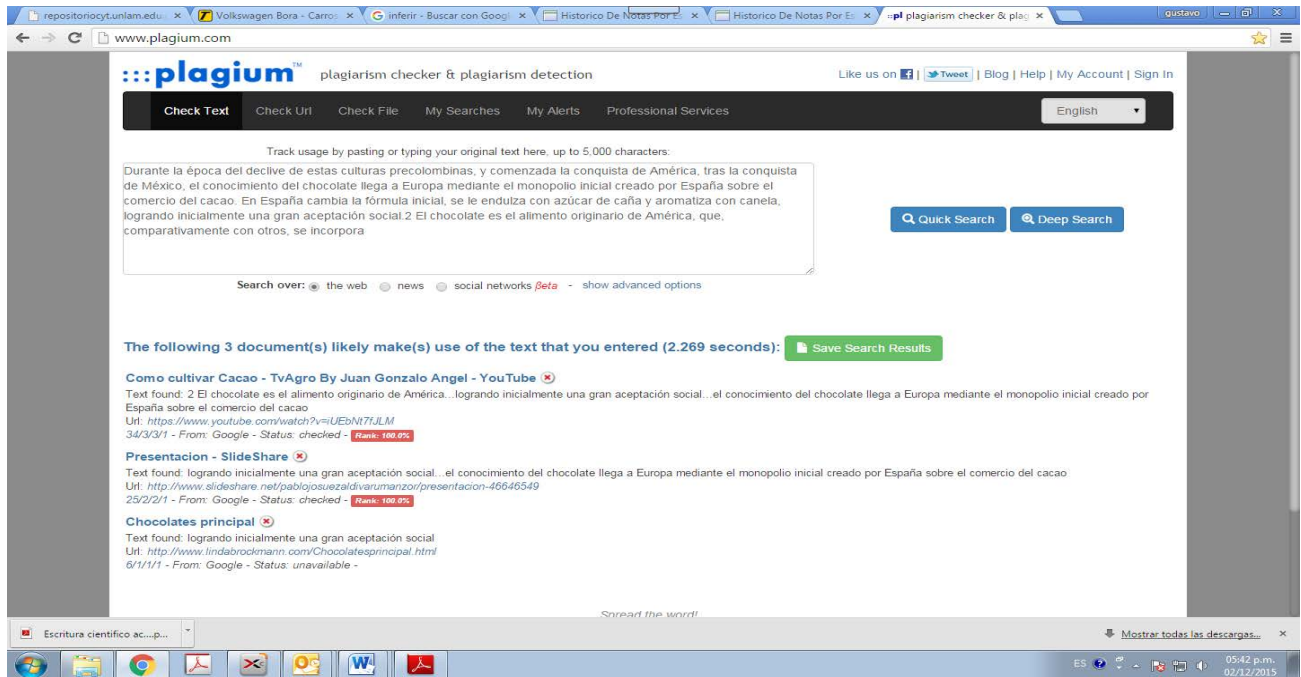 repositoriocyt.unlam.edu
Volkswagen Bora - Carros
inferir - Buscar con Googl
Historico De Notas Por Es
Historico De Notas Por Es
::pl plagiarism checker & plag
gustavo
www.plagium.com
:::plagium™ plagiarism checker & plagiarism detection
Like us on | Tweet | Blog | Help | My Account | Sign In
Check Text Check Url Check File My Searches My Alerts Professional Services English
Track usage by pasting or typing your original text here, up to 5,000 characters:
Durante la época del declive de estas culturas precolombinas, y comenzada la conquista de América, tras la conquista
de México, el conocimiento del chocolate llega a Europa mediante el monopolio inicial creado por España sobre el
comercio del cacao. En España cambia la fórmula inicial, se le endulza con azúcar de caña y aromatiza con canela,
logrando inicialmente una gran aceptación social.2 El chocolate es el alimento originario de América, que,
comparativamente con otros, se incorpora
Quick Search Deep Search
Search over: the web news social networks βeta - show advanced options
The following 3 document(s) likely make(s) use of the text that you entered (2.269 seconds): Save Search Results
Como cultivar Cacao - TvAgro By Juan Gonzalo Angel - YouTube
Text found: 2 El chocolate es el alimento originario de América...logrando inicialmente una gran aceptación social...el conocimiento del chocolate llega a Europa mediante el monopolio inicial creado por
España sobre el comercio del cacao
Url: https://www.youtube.com/watch?v=iUEbNt7fJLM
34/3/3/1 - From: Google - Status: checked - Rank: 100.0%
Presentacion - SlideShare
Text found: logrando inicialmente una gran aceptación social...el conocimiento del chocolate llega a Europa mediante el monopolio inicial creado por España sobre el comercio del cacao
Url: http://www.slideshare.net/pablojosuezaldivarumanzor/presentacion-46646549
25/2/2/1 - From: Google - Status: checked - Rank: 100.0%
Chocolates principal
Text found: logrando inicialmente una gran aceptación social
Url: http://www.lindabrockmann.com/Chocolatesprincipal.html
6/1/1/1 - From: Google - Status: unavailable -
Spread the word!
Escritura cientifico ac....p...
Mostrar todas las descargas...
ES
05:42 p.m.
02/12/2015